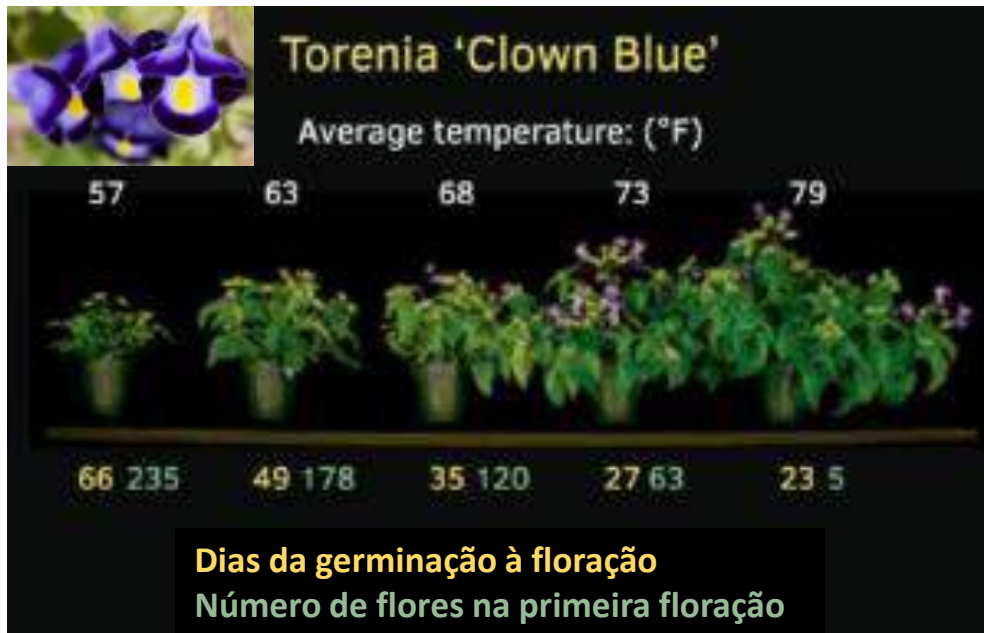 Torenia ‘Clown Blue’
Average temperature: (°F)
57 63 68 73 79
66 235 49 178 35 120 27 63 23 5
Dias da germinação à floração
Número de flores na primeira floração